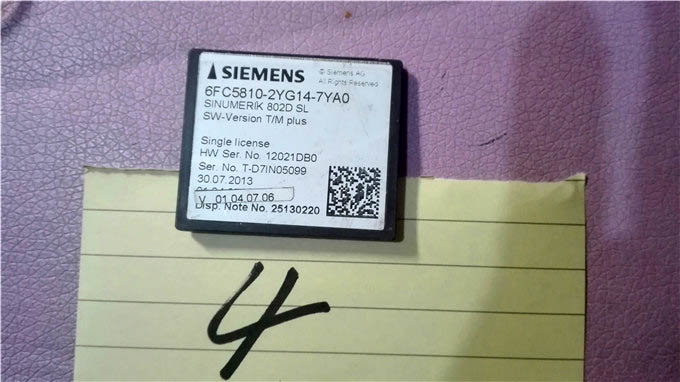 SIEMENS
© Siemens AG
All Rights Reserved
6FC5810-2YG14-7YA0
SINUMERIK 802D SL
SW-Version T/M plus
Single license
HW Ser. No. 12021DB0
Ser. No. T-D7IN05099
30.07.2013
V 01.04.07.06
Disp. Note No. 25130220
4